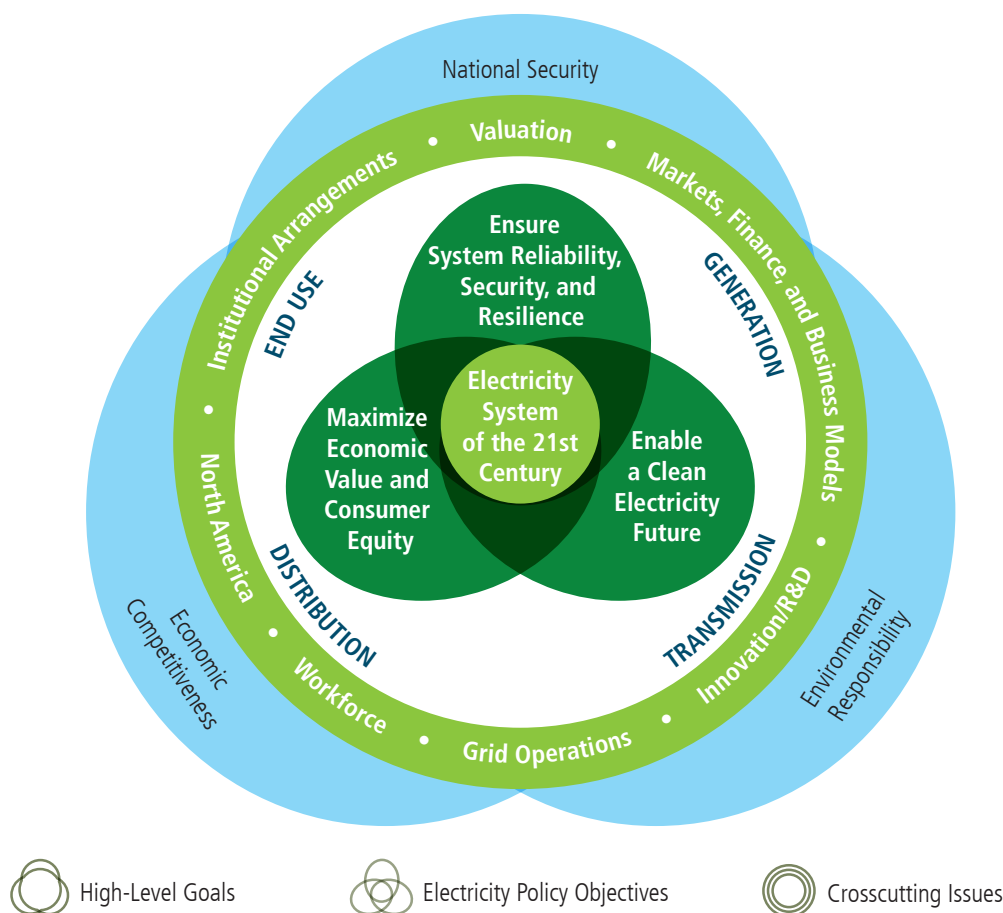 National Security
Valuation
Markets, Finance, and Business Models
Innovation/R&D
Grid Operations
Workforce
North America
Institutional Arrangements
END USE
GENERATION
TRANSMISSION
DISTRIBUTION
Ensure
System Reliability,
Security, and
Resilience
Electricity
System
of the 21st
Century
Maximize
Economic
Value and
Consumer
Equity
Enable
a Clean
Electricity
Future
Economic
Competitiveness
Environmental
Responsibility
High-Level Goals
Electricity Policy Objectives
Crosscutting Issues